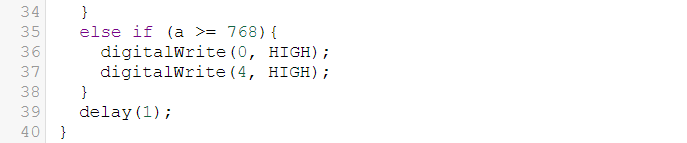 34    }
35    else if (a >= 768){
36      digitalWrite(0, HIGH);
37      digitalWrite(4, HIGH);
38    }
39    delay(1);
40  }